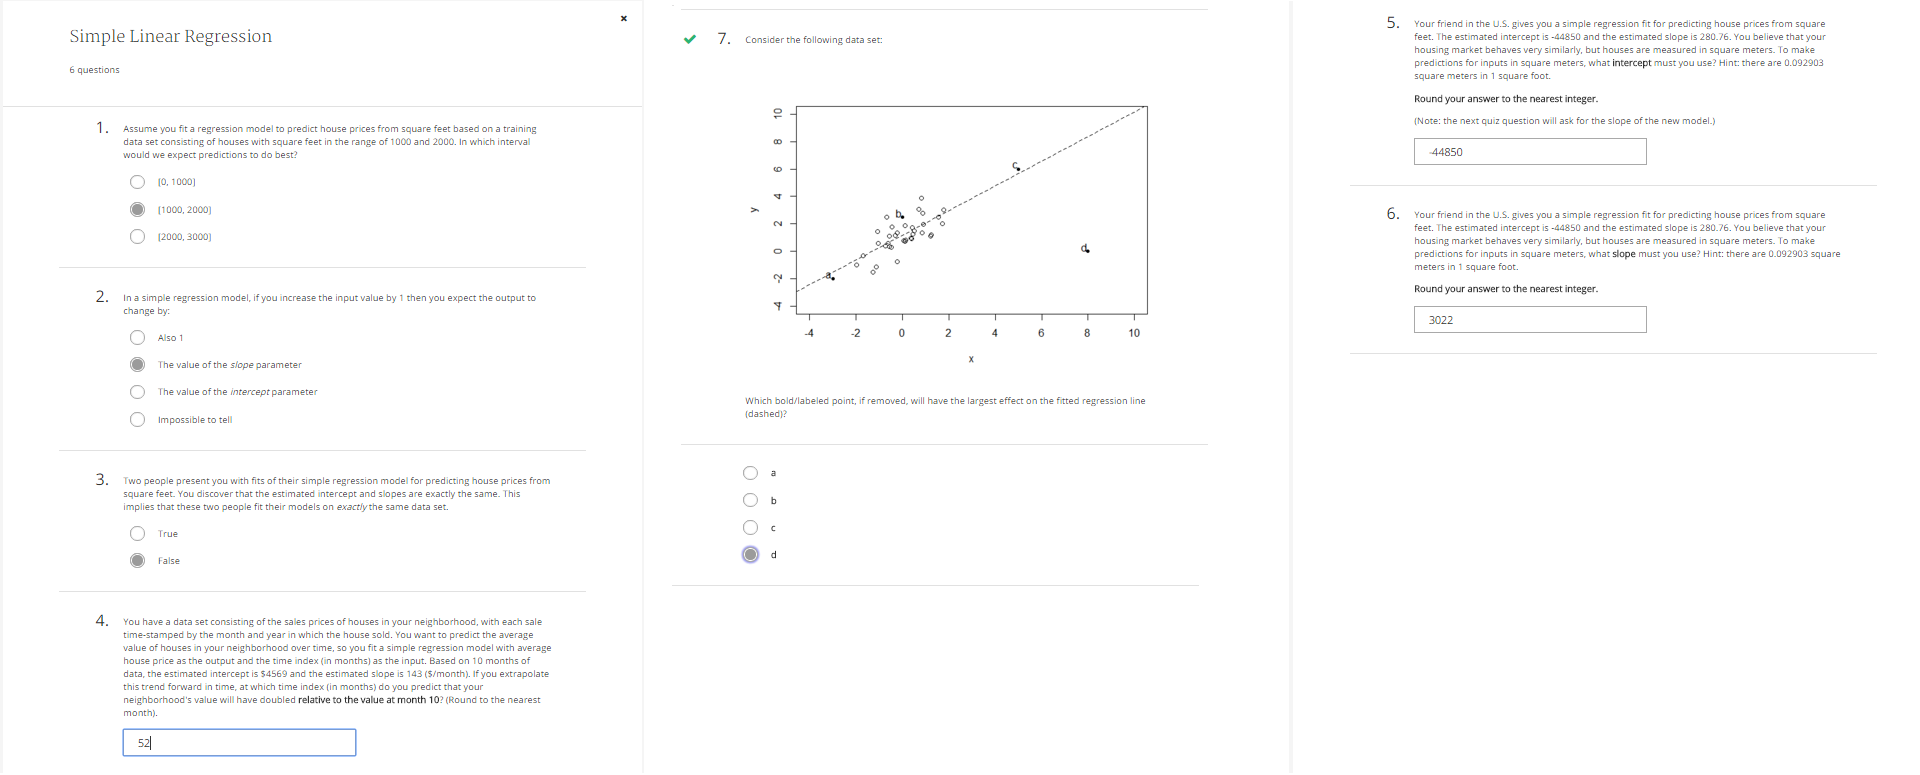 Simple Linear Regression
6 questions
1. Assume you fit a regression model to predict house prices from square feet based on a training
data set consisting of houses with square feet in the range of 1000 and 2000. In which interval
would we expect predictions to do best?
[0, 1000]
[1000, 2000]
[2000, 3000]
2. In a simple regression model, if you increase the input value by 1 then you expect the output to
change by:
Also 1
The value of the slope parameter
The value of the intercept parameter
Impossible to tell
3. Two people present you with fits of their simple regression model for predicting house prices from
square feet. You discover that the estimated intercept and slopes are exactly the same. This
implies that these two people fit their models on exactly the same data set.
True
False
4. You have a data set consisting of the sales prices of houses in your neighborhood, with each sale
time-stamped by the month and year in which the house sold. You want to predict the average
value of houses in your neighborhood over time, so you fit a simple regression model with average
house price as the output and the time index (in months) as the input. Based on 10 months of
data, the estimated intercept is $4569 and the estimated slope is 143 ($/month). If you extrapolate
this trend forward in time, at which time index (in months) do you predict that your
neighborhood's value will have doubled relative to the value at month 10? (Round to the nearest
month).
52
7. Consider the following data set:
10
8
6
4
2
0
-2
-4
y
a
b
c
d
-4 -2 0 2 4 6 8 10
x
Which bold/labeled point, if removed, will have the largest effect on the fitted regression line
(dashed)?
a
b
c
d
5. Your friend in the U.S. gives you a simple regression fit for predicting house prices from square
feet. The estimated intercept is -44850 and the estimated slope is 280.76. You believe that your
housing market behaves very similarly, but houses are measured in square meters. To make
predictions for inputs in square meters, what intercept must you use? Hint: there are 0.092903
square meters in 1 square foot.
Round your answer to the nearest integer.
(Note: the next quiz question will ask for the slope of the new model.)
-44850
6. Your friend in the U.S. gives you a simple regression fit for predicting house prices from square
feet. The estimated intercept is -44850 and the estimated slope is 280.76. You believe that your
housing market behaves very similarly, but houses are measured in square meters. To make
predictions for inputs in square meters, what slope must you use? Hint: there are 0.092903 square
meters in 1 square foot.
Round your answer to the nearest integer.
3022